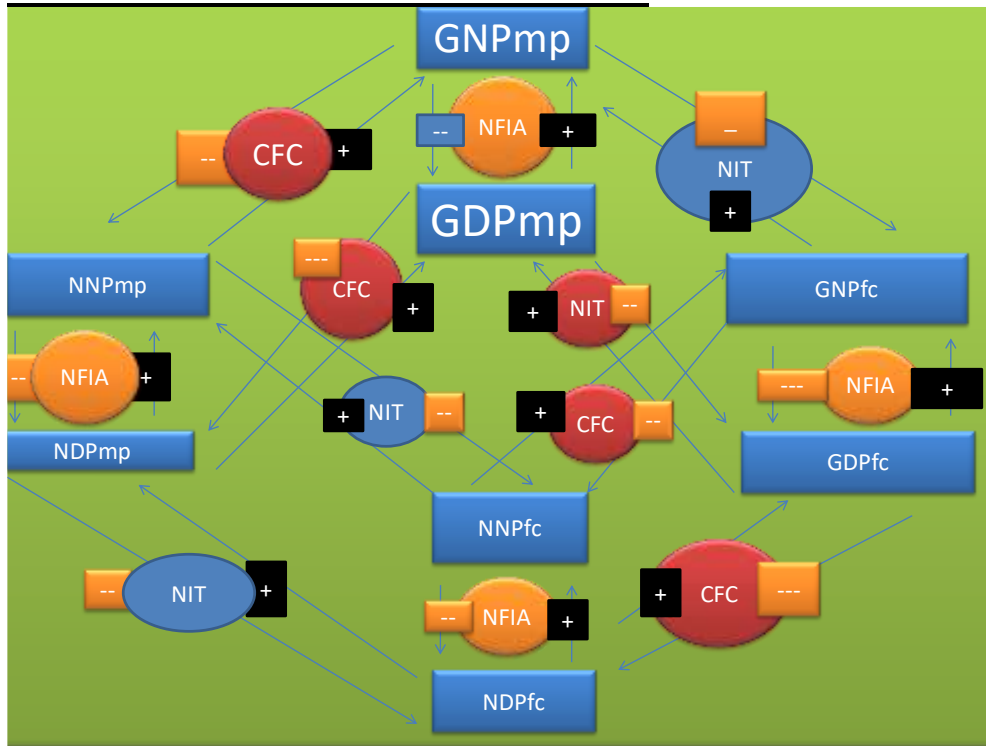 GNPmp
--
NFIA
+
--
CFC
+
_
NIT
+
GDPmp
NNPmp
---
CFC
+
+
NIT
--
GNPfc
--
NFIA
+
+
NIT
--
+
CFC
--
---
NFIA
+
NDPmp
GDPfc
NNPfc
--
NIT
+
--
NFIA
+
+
CFC
---
NDPfc